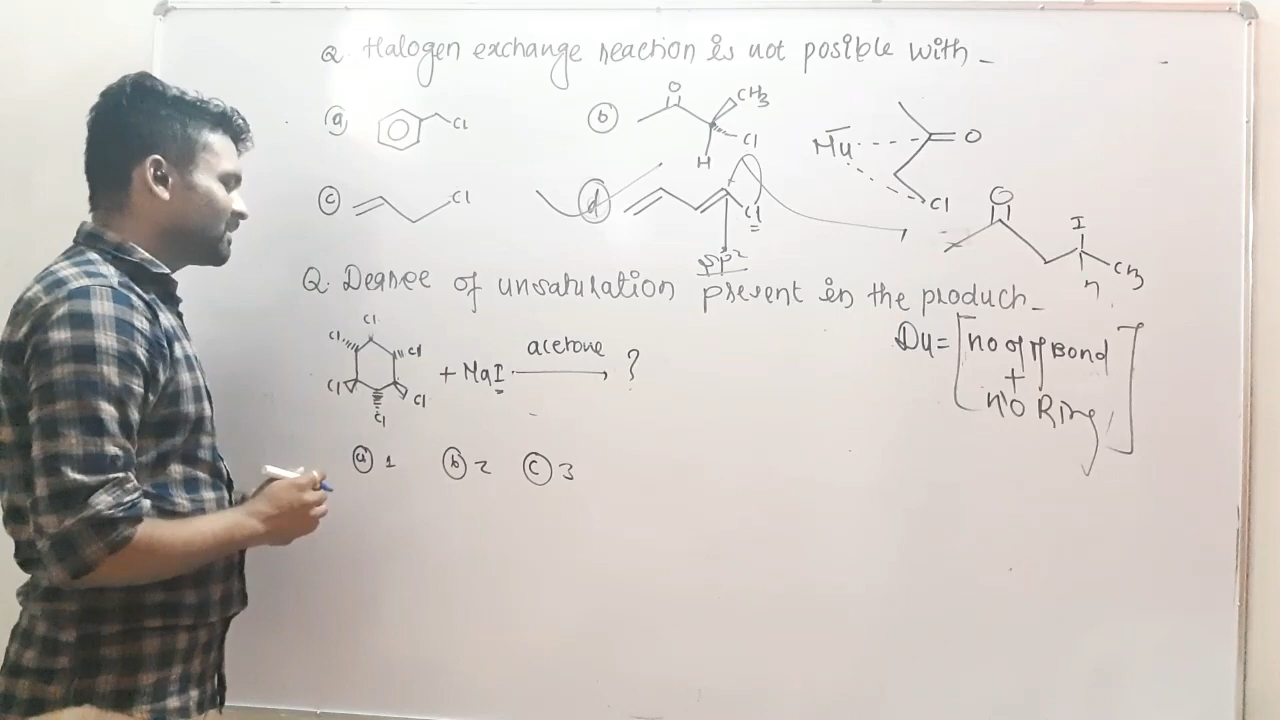 Q. Halogen exchange reaction is not posible with -
(a) Cl
(b) O CH3 Cl H
Nu O Cl
(c) Cl
(d) Cl
sp2
O I CH3
Q. Degree of unsaturation present in the product -
Cl Cl Cl Cl Cl Cl + NaI acetone ?
DU = [no of π Bond
+
no Ring]
(a) 1 (b) 2 (c) 3